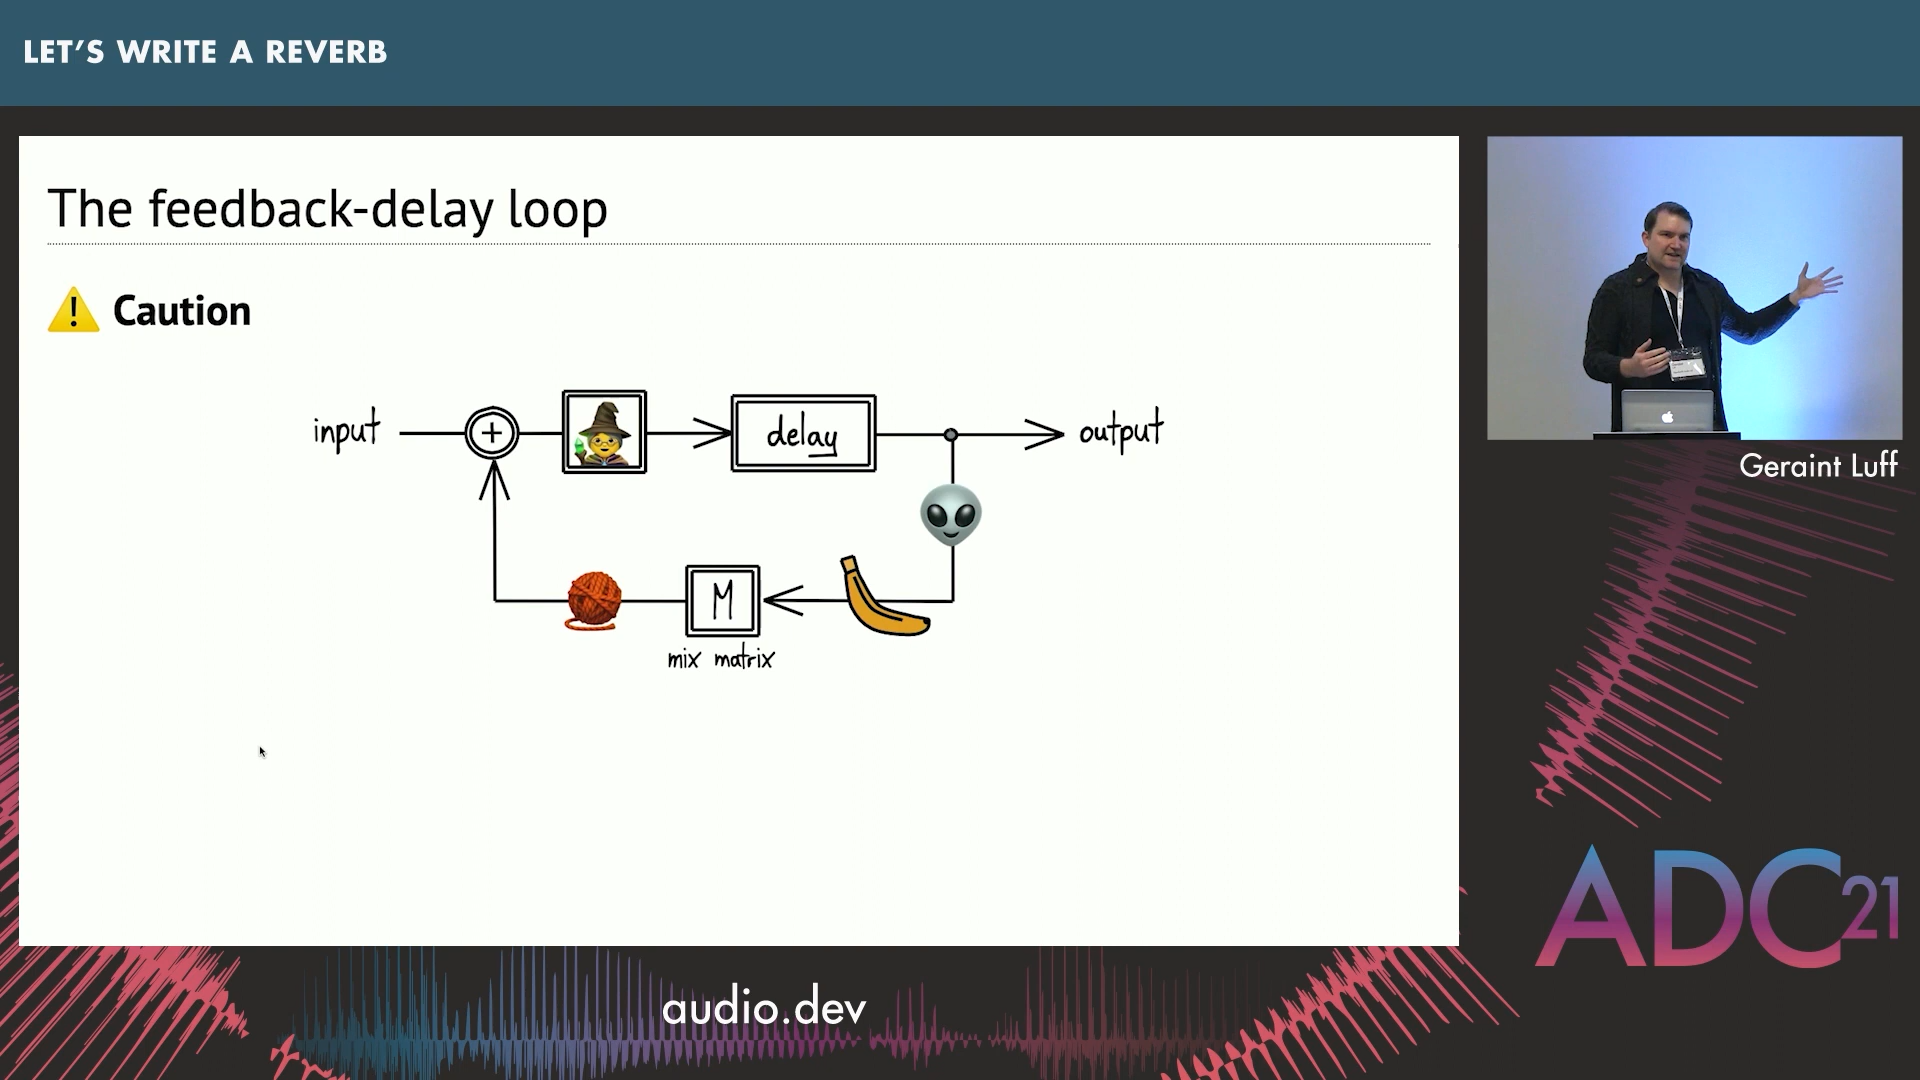 LET'S WRITE A REVERB
The feedback-delay loop
Caution
input
+
delay
output
M
mix matrix
Geraint Luff
ADC21
audio.dev